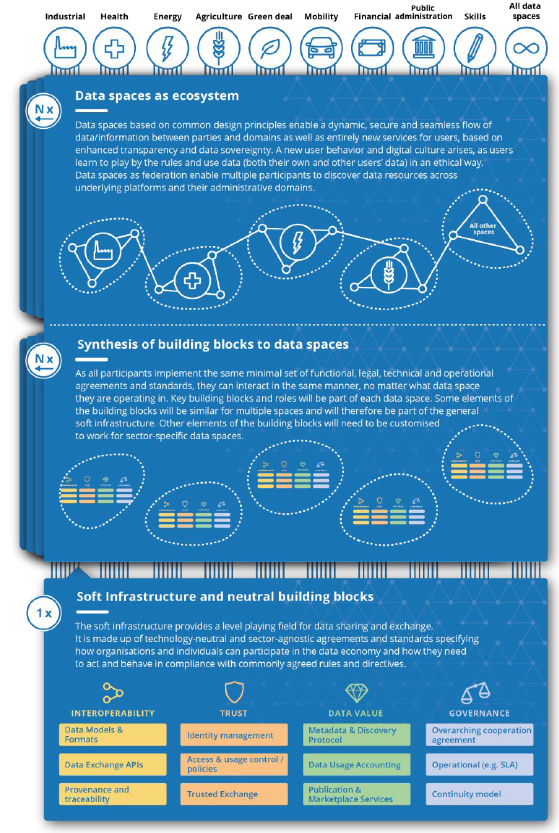 Industrial Health Energy Agriculture Green deal Mobility Financial Public administration Skills All data spaces
N x
Data spaces as ecosystem
Data spaces based on common design principles enable a dynamic, secure and seamless flow of
data/information between parties and domains as well as entirely new services for users, based on
enhanced transparency and data sovereignty. A new user behavior and digital culture arises, as users
learn to play by the rules and use data (both their own and other users' data) in an ethical way.
Data spaces as federation enable multiple participants to discover data resources across
underlying platforms and their administrative domains.
All other
spaces
N x
Synthesis of building blocks to data spaces
As all participants implement the same minimal set of functional, legal, technical and operational
agreements and standards, they can interact in the same manner, no matter what data space
they are operating in. Key building blocks and roles will be part of each data space. Some elements of
the building blocks will be similar for multiple spaces and will therefore be part of the general
soft infrastructure. Other elements of the building blocks will need to be customised
to work for sector-specific data spaces.
1 x
Soft Infrastructure and neutral building blocks
The soft infrastructure provides a level playing field for data sharing and exchange.
It is made up of technology-neutral and sector-agnostic agreements and standards specifying
how organisations and individuals can participate in the data economy and how they need
to act and behave in compliance with commonly agreed rules and directives.
INTEROPERABILITY TRUST DATA VALUE GOVERNANCE
Data Models &
Formats
Identity management
Metadata & Discovery
Protocol
Overarching cooperation
agreement
Data Exchange APIs
Access & usage control /
policies
Data Usage Accounting
Operational (e.g. SLA)
Provenance and
traceability
Trusted Exchange
Publication &
Marketplace Services
Continuity model